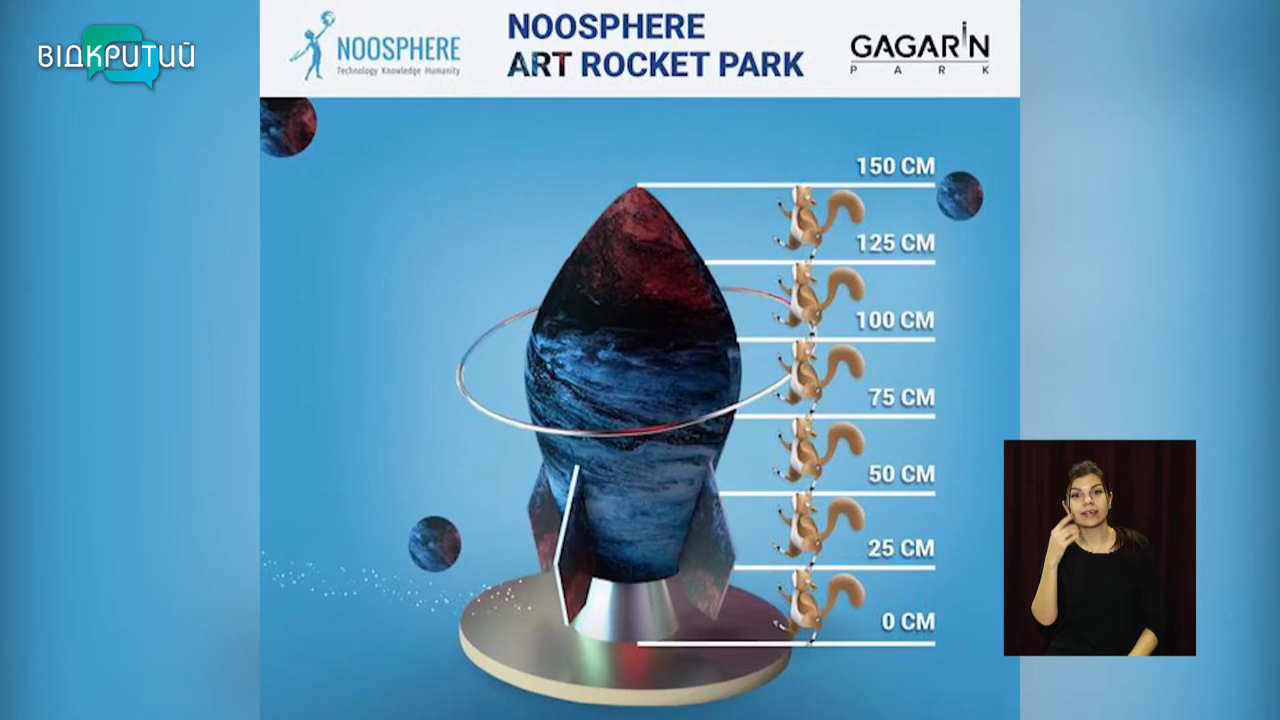 ВІДКРИТИЙ
NOOSPHERE
Technology Knowledge Humanity
NOOSPHERE
ART ROCKET PARK
GAGARIN
PARK
150 CM
125 CM
100 CM
75 CM
50 CM
25 CM
0 CM